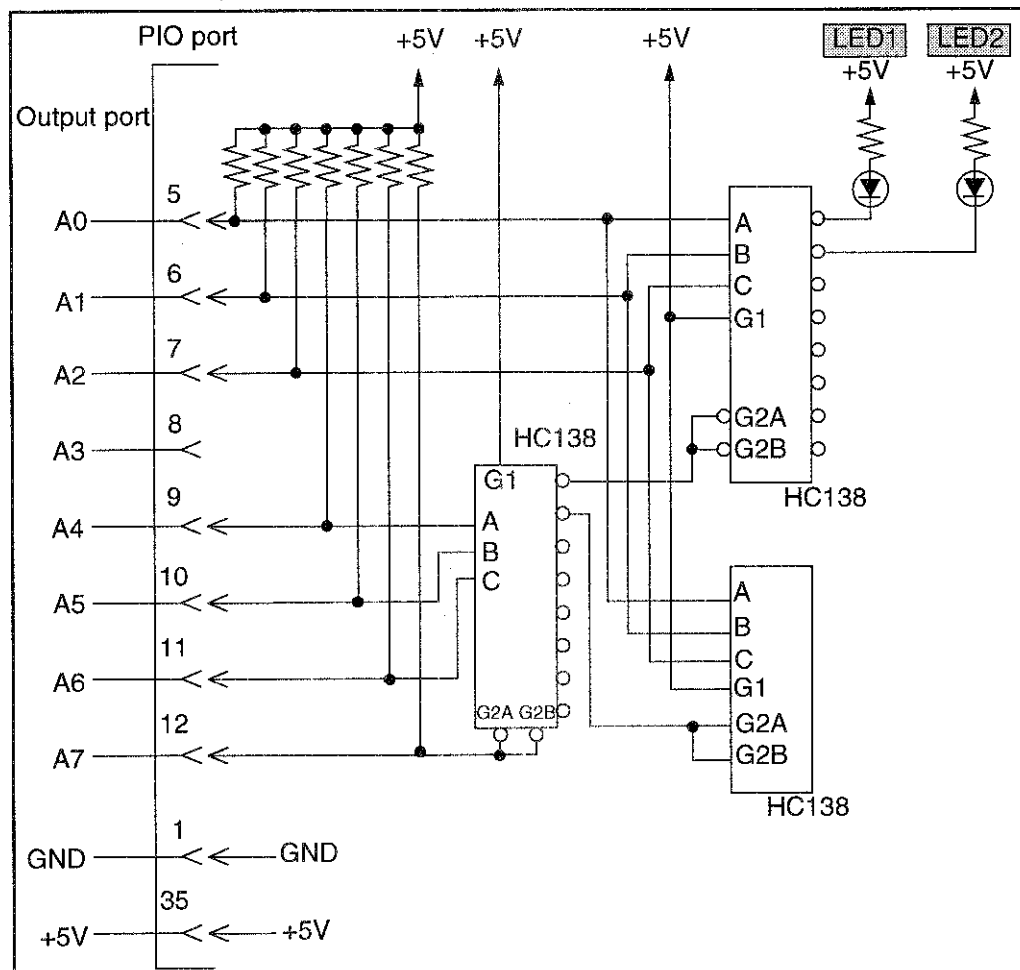 PIO port
+5V +5V
+5V
LED1
LED2
+5V
+5V
Output port
5
A0
6
A1
7
A2
8
A3
9
A4
10
A5
11
A6
12
A7
1
GND
GND
35
+5V
+5V
HC138
G1
A
B
C
G2A G2B
A
B
C
G1
G2A
G2B
HC138
A
B
C
G1
G2A
G2B
HC138